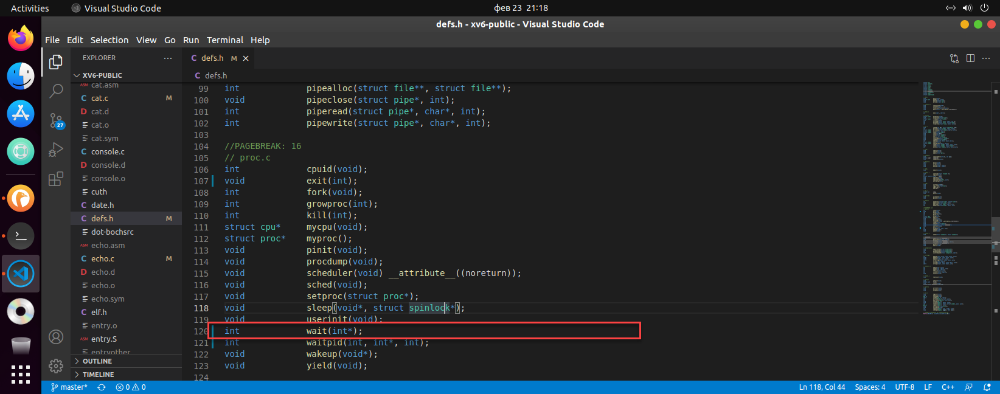 Activities Visual Studio Code фев 23 21:18
defs.h - xv6-public - Visual Studio Code
File Edit Selection View Go Run Terminal Help
EXPLORER ···
XV6-PUBLIC
ASM cat.asm
C cat.c M
D cat.d
cat.o
cat.sym
C console.c
D console.d
console.o
cuth
C date.h
C defs.h M
dot-bochsrc
ASM echo.asm
C echo.c M
D echo.d
echo.o
echo.sym
C elf.h
entry.o
ASM entry.S
entryother
OUTLINE
TIMELINE
27
C defs.h M
C defs.h
99 int pipealloc(struct file**, struct file**);
100 void pipeclose(struct pipe*, int);
101 int piperead(struct pipe*, char*, int);
102 int pipewrite(struct pipe*, char*, int);
103
104 //PAGEBREAK: 16
105 // proc.c
106 int cpuid(void);
107 void exit(int);
108 int fork(void);
109 int growproc(int);
110 int kill(int);
111 struct cpu* mycpu(void);
112 struct proc* myproc();
113 void pinit(void);
114 void procdump(void);
115 void scheduler(void) __attribute__((noreturn));
116 void sched(void);
117 void setproc(struct proc*);
118 void sleep(void*, struct spinlock*);
119 void userinit(void);
120 int wait(int*);
121 int waitpid(int, int*, int);
122 void wakeup(void*);
123 void yield(void);
124
master* 0 0 Ln 118, Col 44 Spaces: 4 UTF-8 LF C++